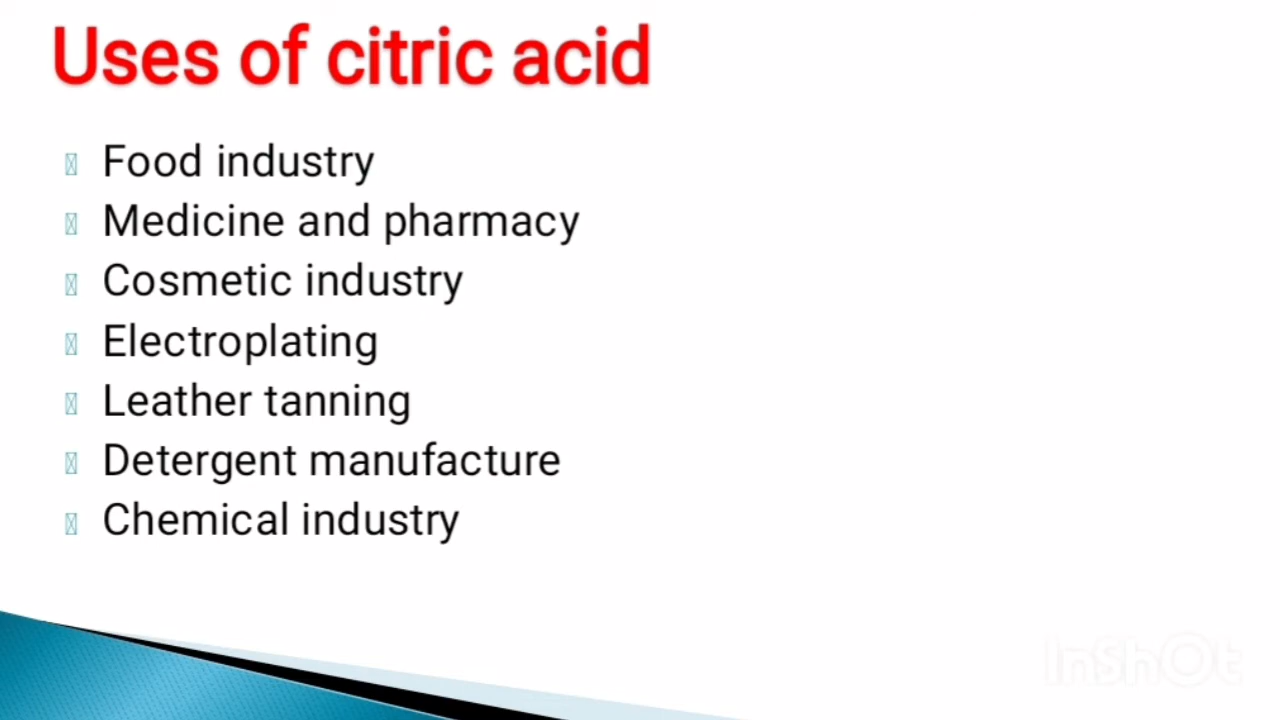 Uses of citric acid
Food industry
Medicine and pharmacy
Cosmetic industry
Electroplating
Leather tanning
Detergent manufacture
Chemical industry
InShOt